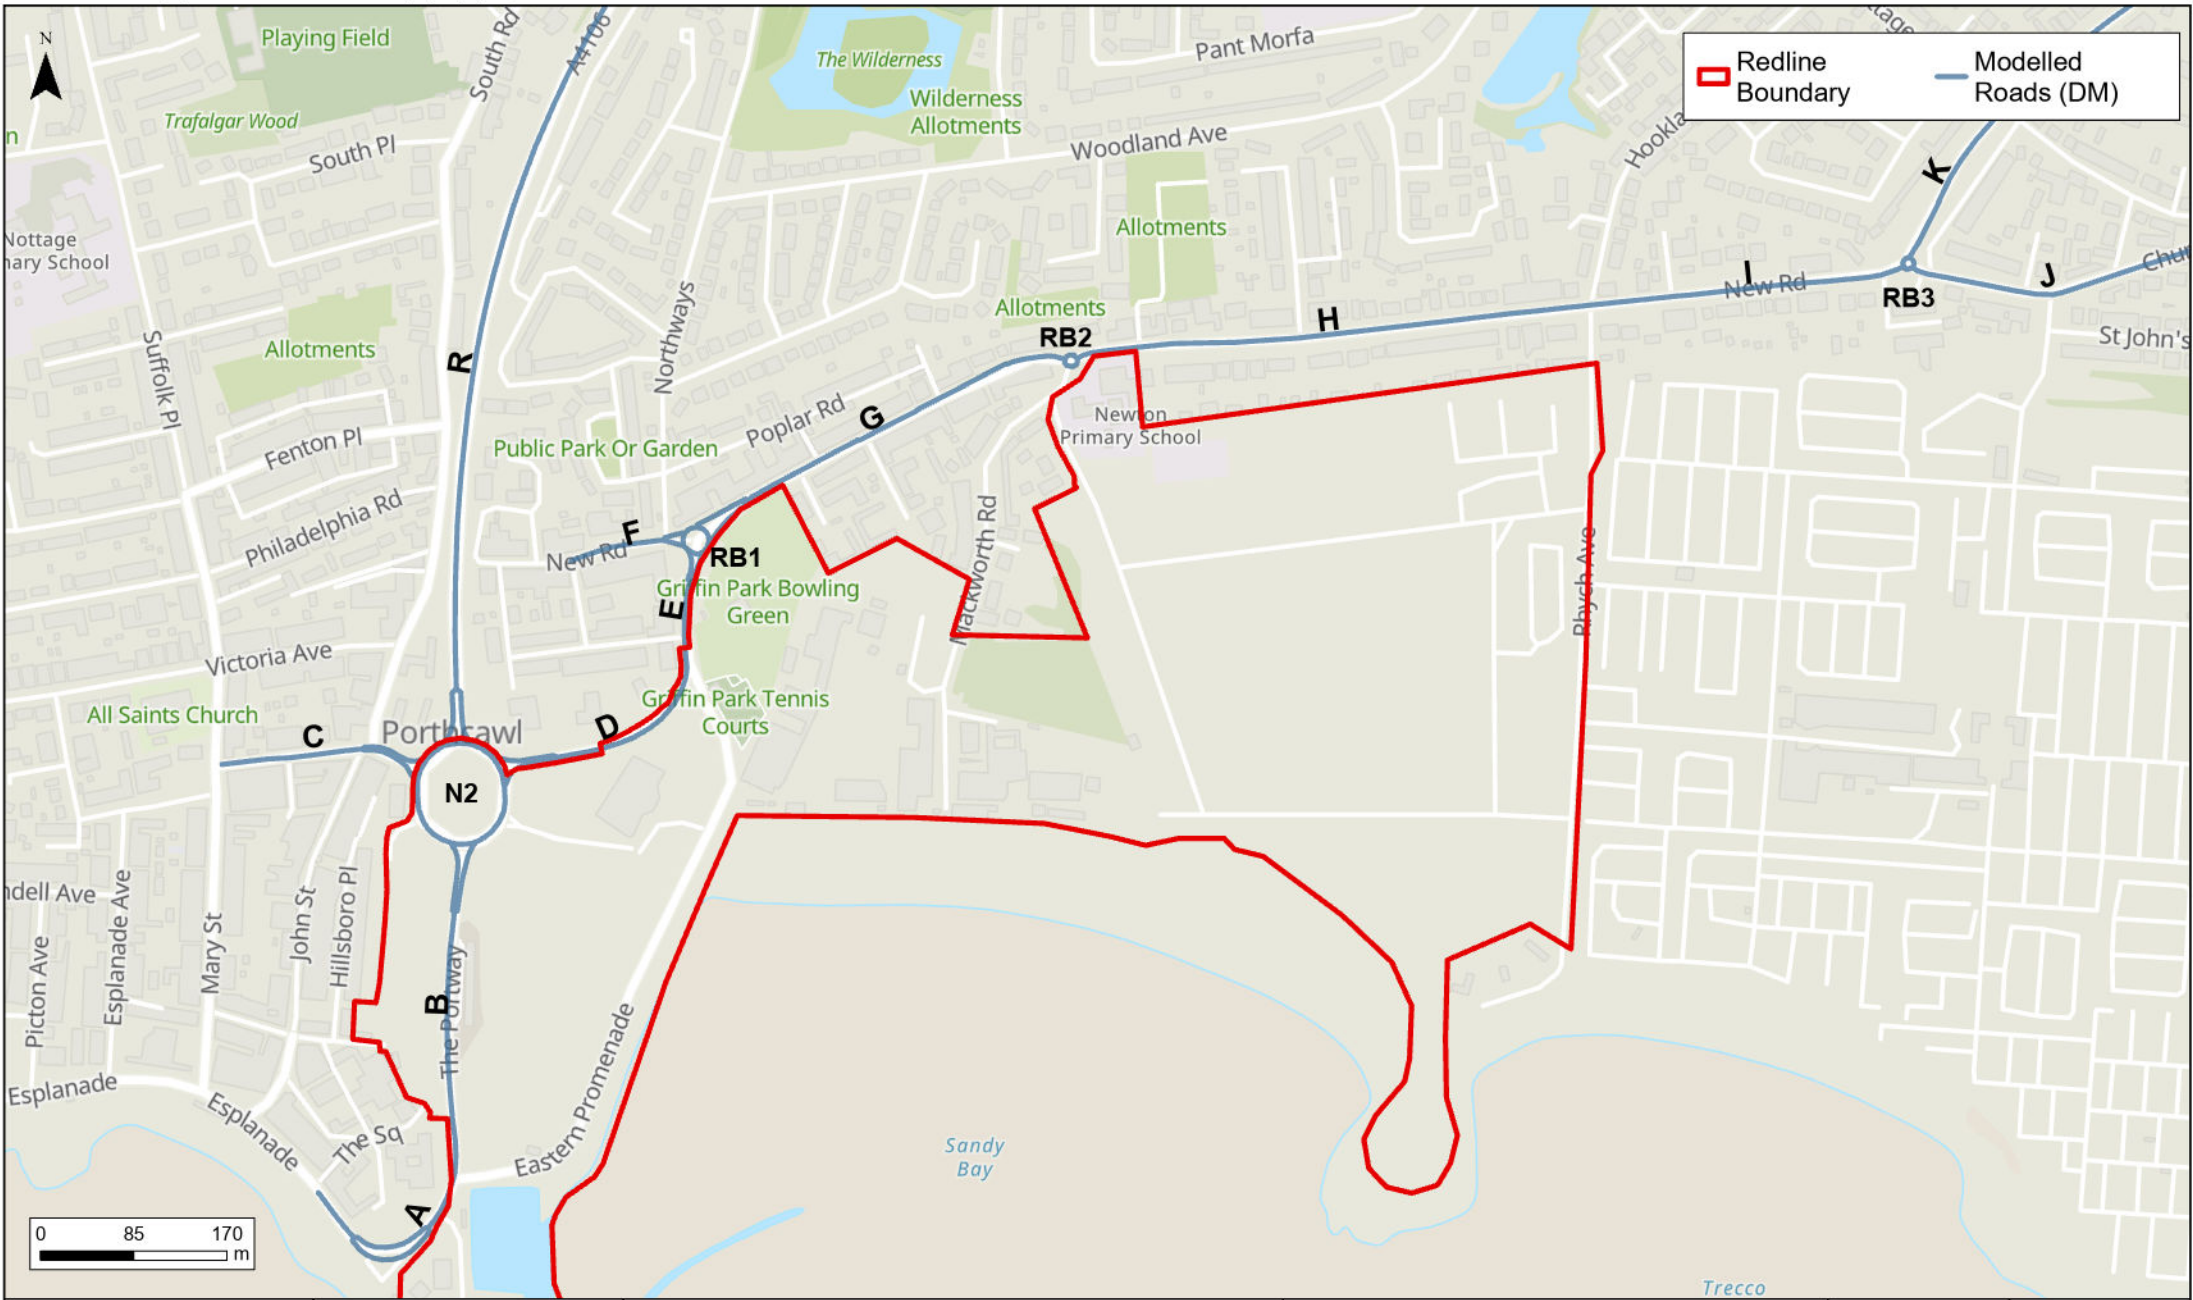 N
Playing Field
South Rd
A4106
The Wilderness
Pant Morfa
Redline
Boundary
Modelled
Roads (DM)
Trafalgar Wood
Wilderness
Allotments
South Pl
Woodland Ave
K
Nottage
Allotments
I
New Rd
J
RB3
Allotments
H
RB2
St John's
Northways
Suffolk Pl
Allotments
R
Poplar Rd
G
Newton
Primary School
Public Park Or Garden
Fenton Pl
Philadelphia Rd
F
New Rd
RB1
Griffin Park Bowling
Green
E
Mackworth Rd
Rhych Ave
Victoria Ave
Griffin Park Tennis
Courts
All Saints Church
C
Porthcawl
D
N2
Esplanade Ave
Mary St
John St
Hillsboro Pl
Picton Ave
B
The Portway
Eastern Promenade
Esplanade
Esplanade
The Sq
Sandy
Bay
A
0 85 170
m
Trecco